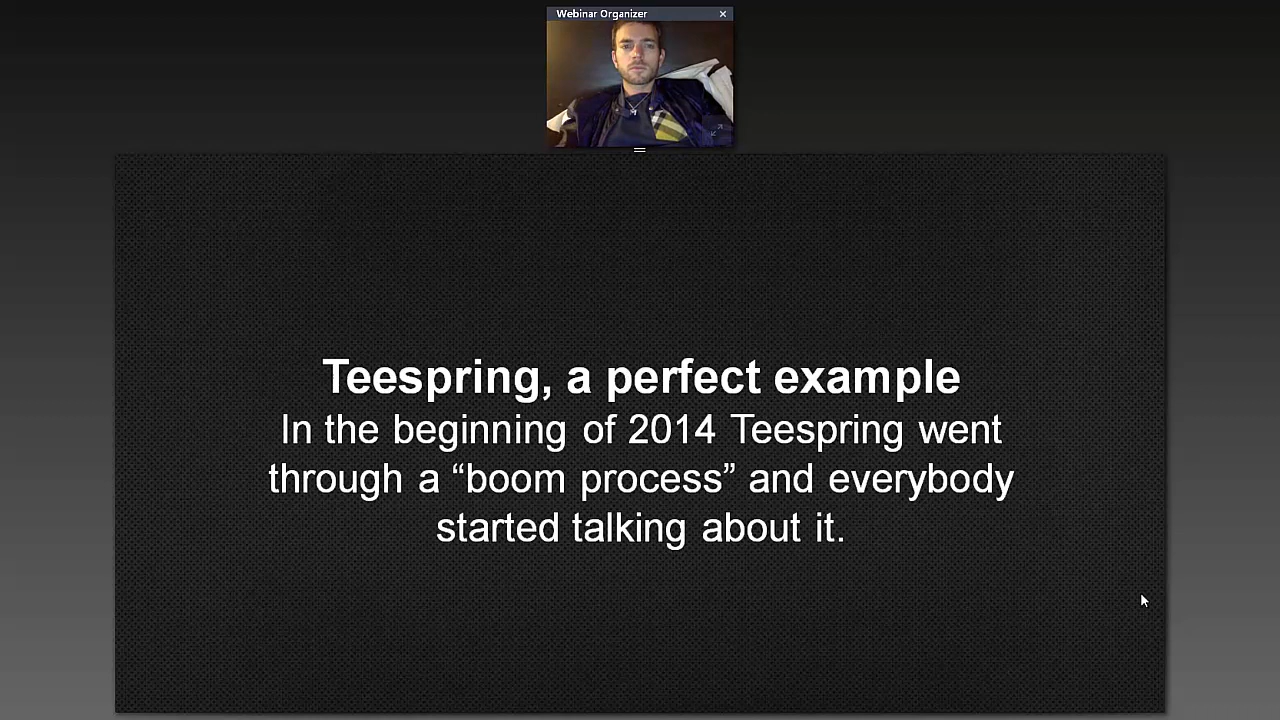 Webinar Organizer
Teespring, a perfect example
In the beginning of 2014 Teespring went
through a “boom process” and everybody
started talking about it.